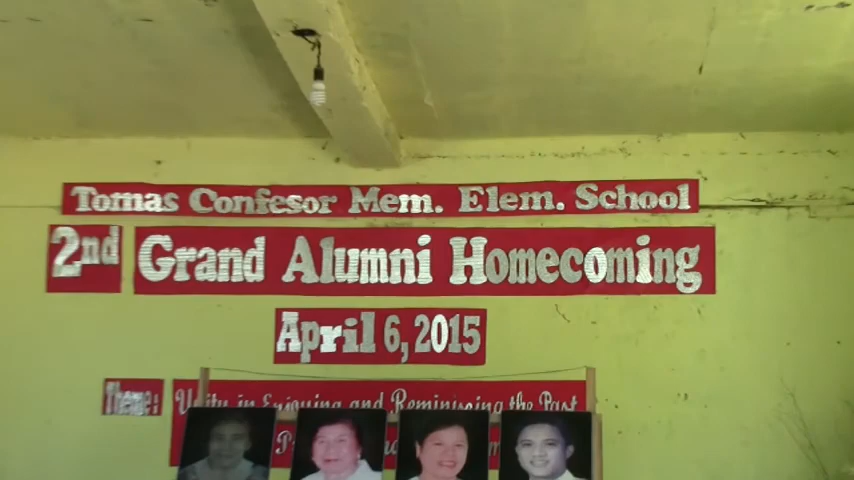 Tomas Confesor Mem. Elem. School
2nd Grand Alumni Homecoming
April 6, 2015
Theme: Unity in Enjoying and Reminiscing the Past